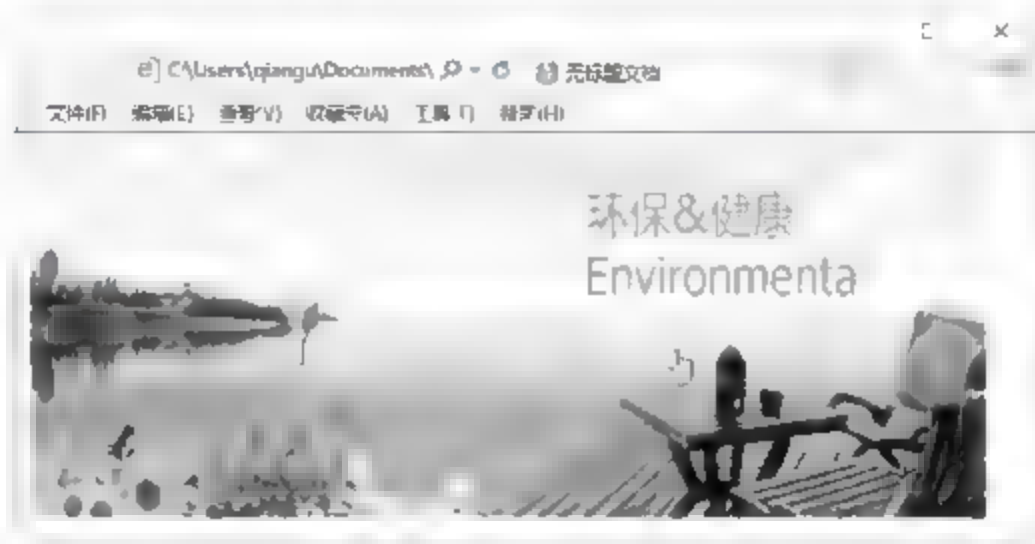 C:\Users\qiangu\Documents\ 无标题文档
文件(F) 编辑(E) 查看(V) 收藏夹(A) 工具(T) 帮助(H)
环保&健康
Environmenta